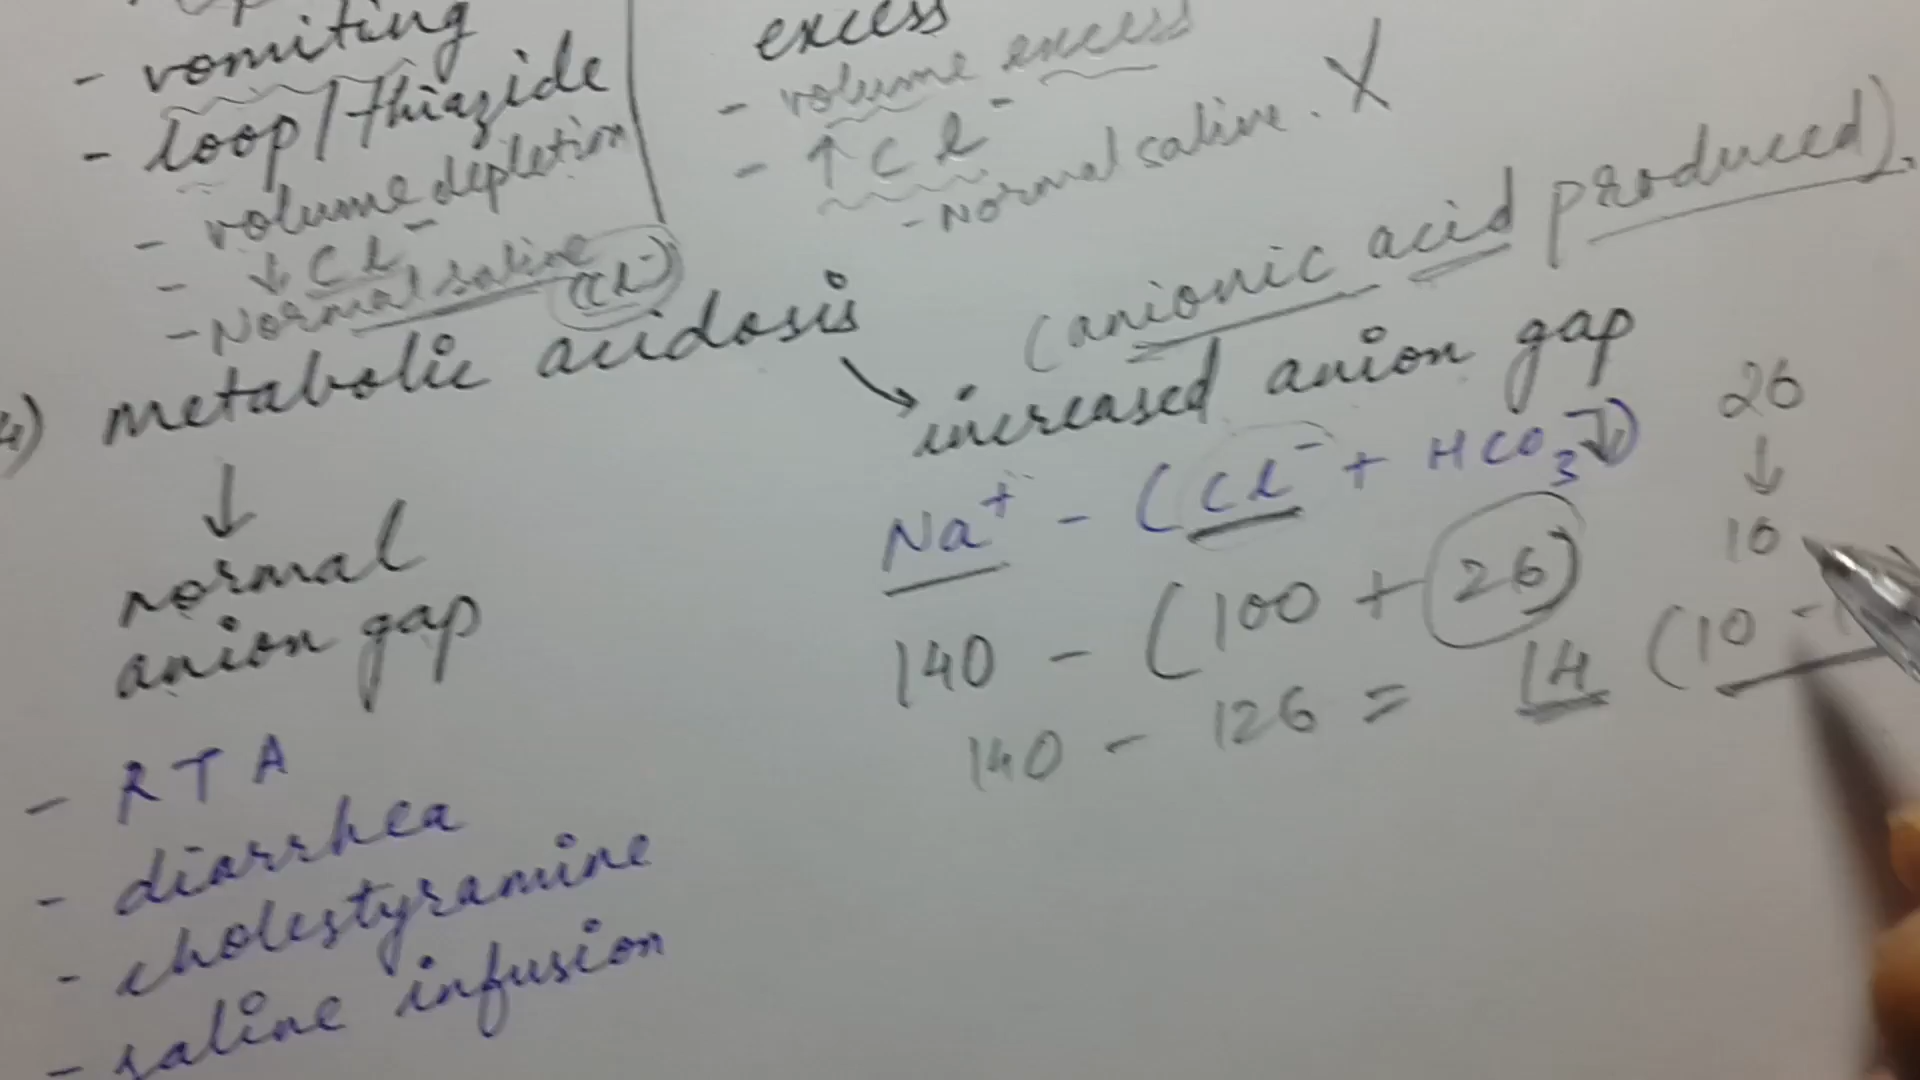 - vomiting
- loop/thiazide
- volume depletion
- ↓ Cl-
- Normal saline (Cl-)
excess
- volume excess
- ↑ Cl-
- Normal saline. X
4) metabolic acidosis
↓
normal
anion gap
- RTA
- diarrhea
- cholestyramine
- saline infusion
(anionic acid produced).
increased anion gap
Na+ - (Cl- + HCO3↓)
140 - (100 + 26)
140 - 126 = 14 (10 -
26
↓
10